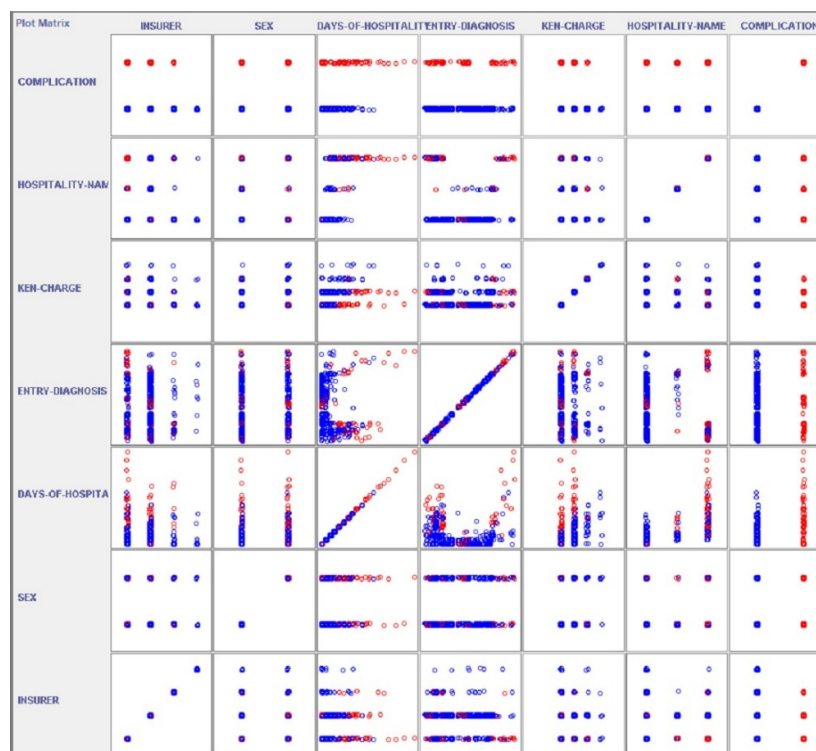 Plot Matrix INSURER SEX DAYS-OF-HOSPITALITY ENTRY-DIAGNOSIS KEN-CHARGE HOSPITALITY-NAME COMPLICATION
COMPLICATION
HOSPITALITY-NAM
KEN-CHARGE
ENTRY-DIAGNOSIS
DAYS-OF-HOSPITA
SEX
INSURER